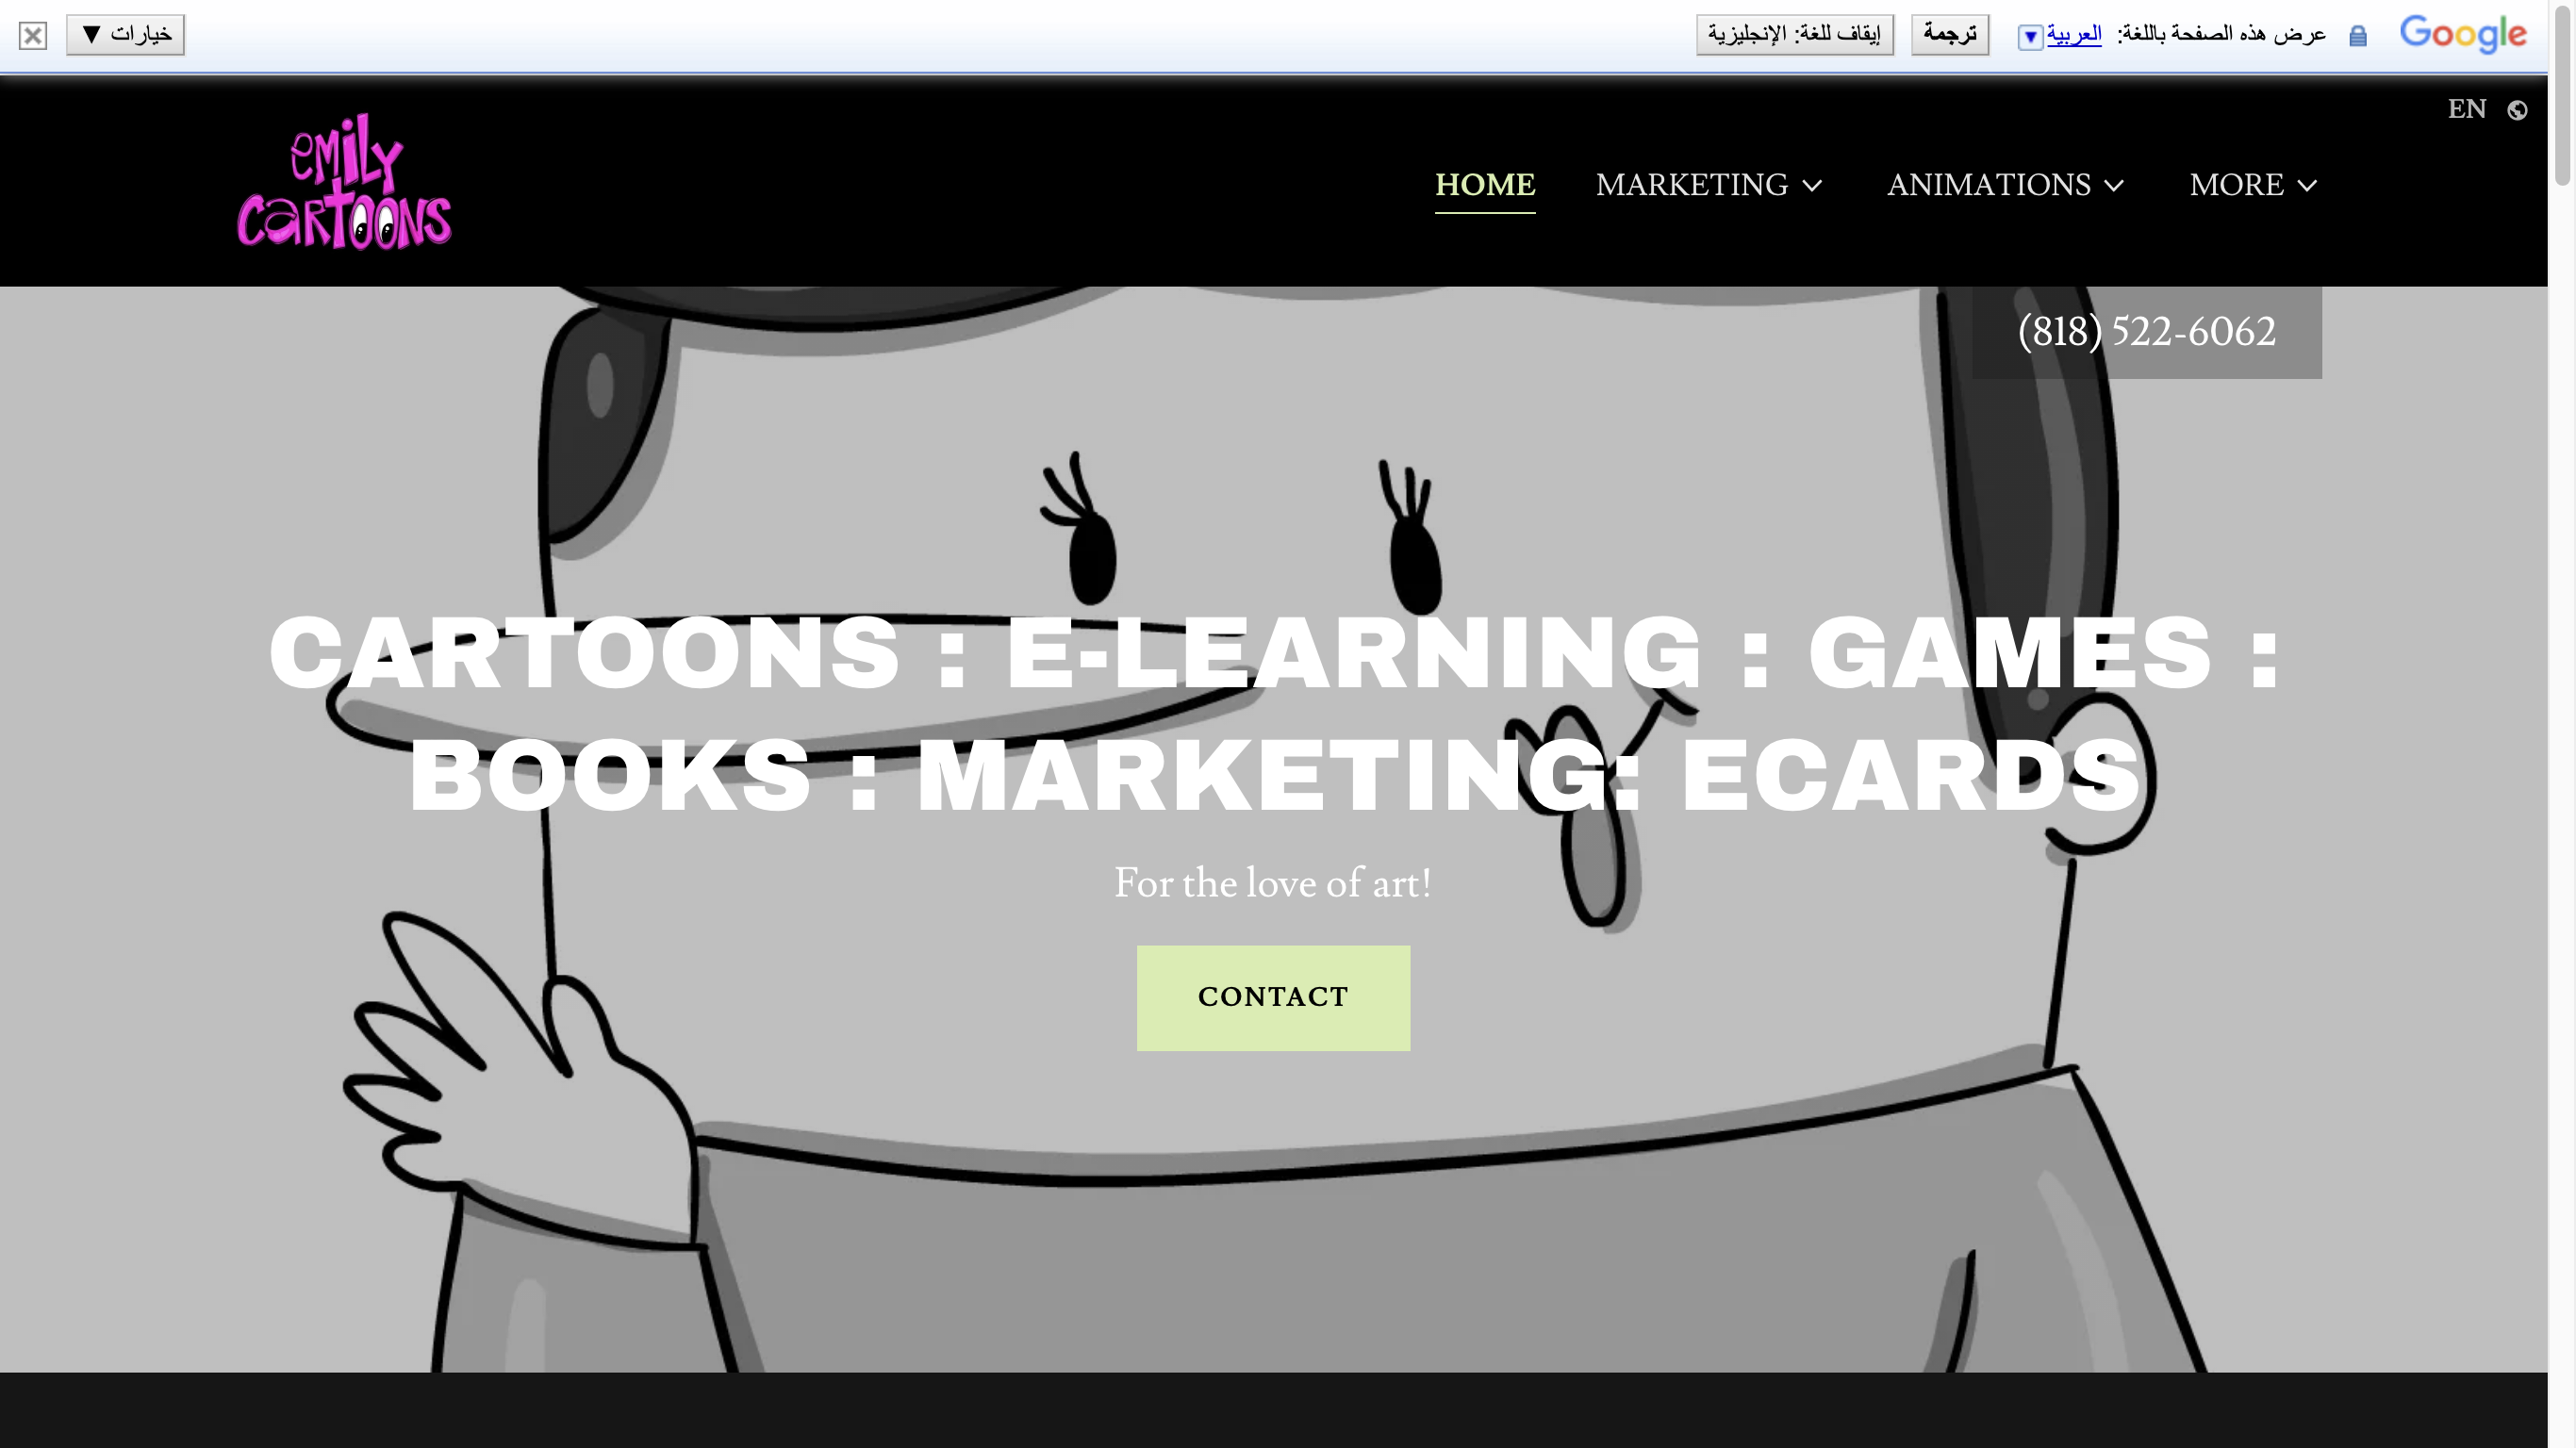 Google عرض هذه الصفحة باللغة: العربية ▼ ترجمة إيقاف للغة: الإنجليزية خيارات ▼
EN
emily
cartoons
HOME MARKETING ANIMATIONS MORE
(818) 522-6062
CARTOONS : E-LEARNING : GAMES :
BOOKS : MARKETING: ECARDS
For the love of art!
CONTACT